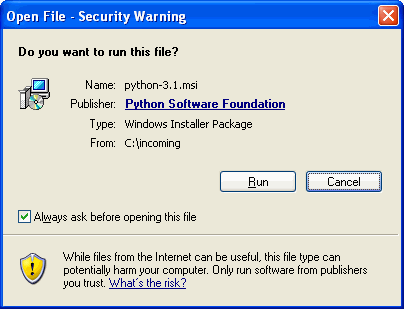 Open File - Security Warning
Do you want to run this file?
Name: python-3.1.msi
Publisher: Python Software Foundation
Type: Windows Installer Package
From: C:\incoming
Run Cancel
Always ask before opening this file
While files from the Internet can be useful, this file type can
potentially harm your computer. Only run software from publishers
you trust. What's the risk?